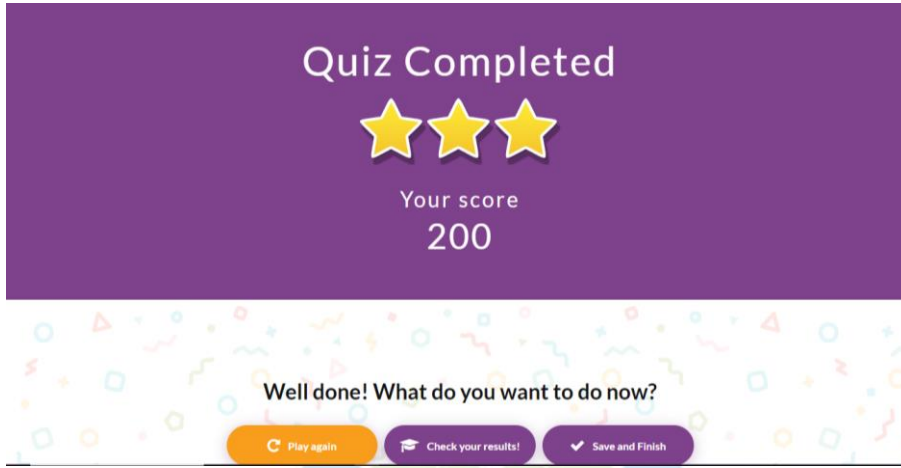 Quiz Completed
Your score
200
Well done! What do you want to do now?
Play again
Check your results!
Save and Finish